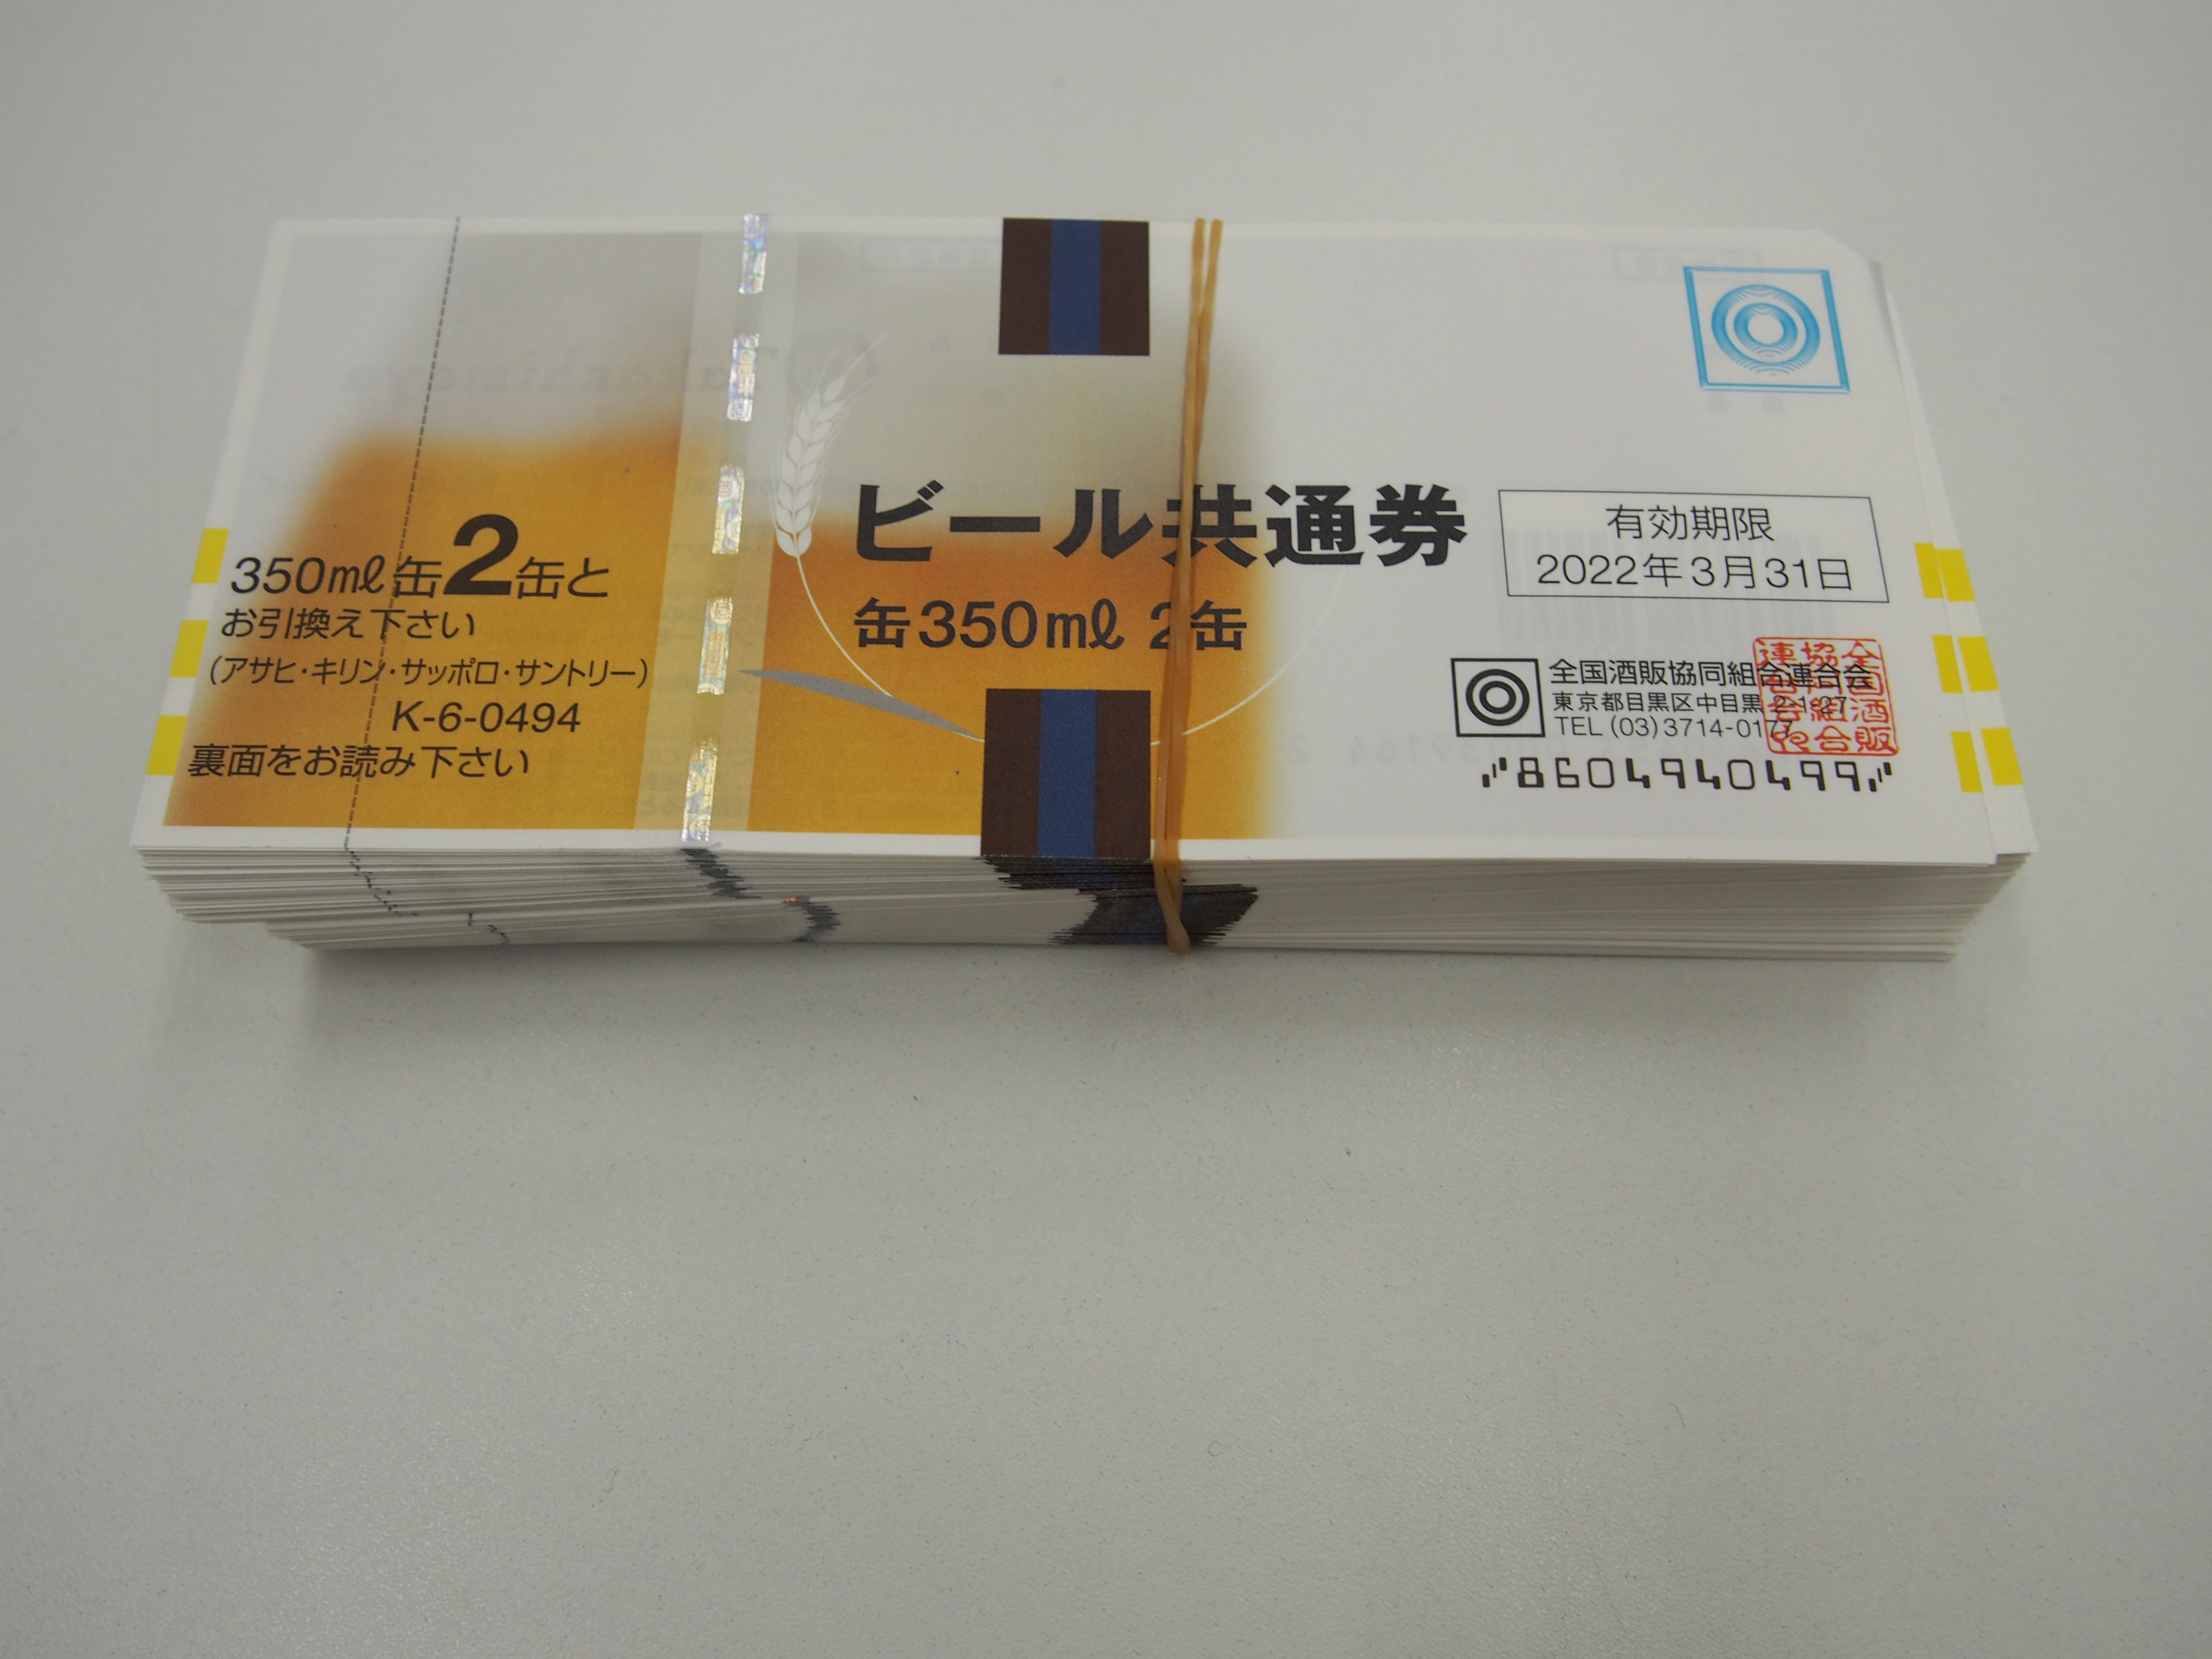 350mℓ缶2缶と
お引換え下さい
(アサヒ・キリン・サッポロ・サントリー)
K-6-0494
裏面をお読み下さい
ビール共通券
缶350mℓ 2缶
有効期限
2022年3月31日
全国酒販協同組合連合会
東京都目黒区中目黒 2-1-27
TEL (03) 3714-0177
8604940499